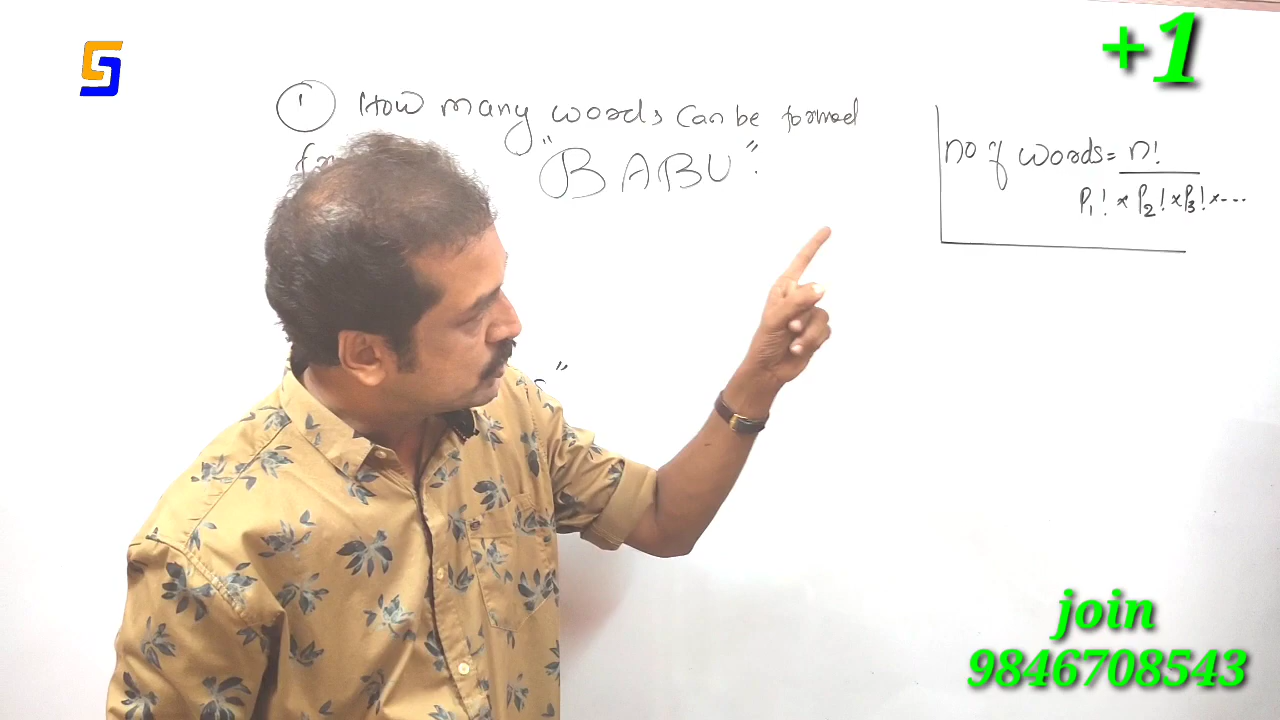 +1
1 How many words can be formed
"BABU".
no of words = n!
P₁! × P₂! × P₃! × ---
"
join
9846708543